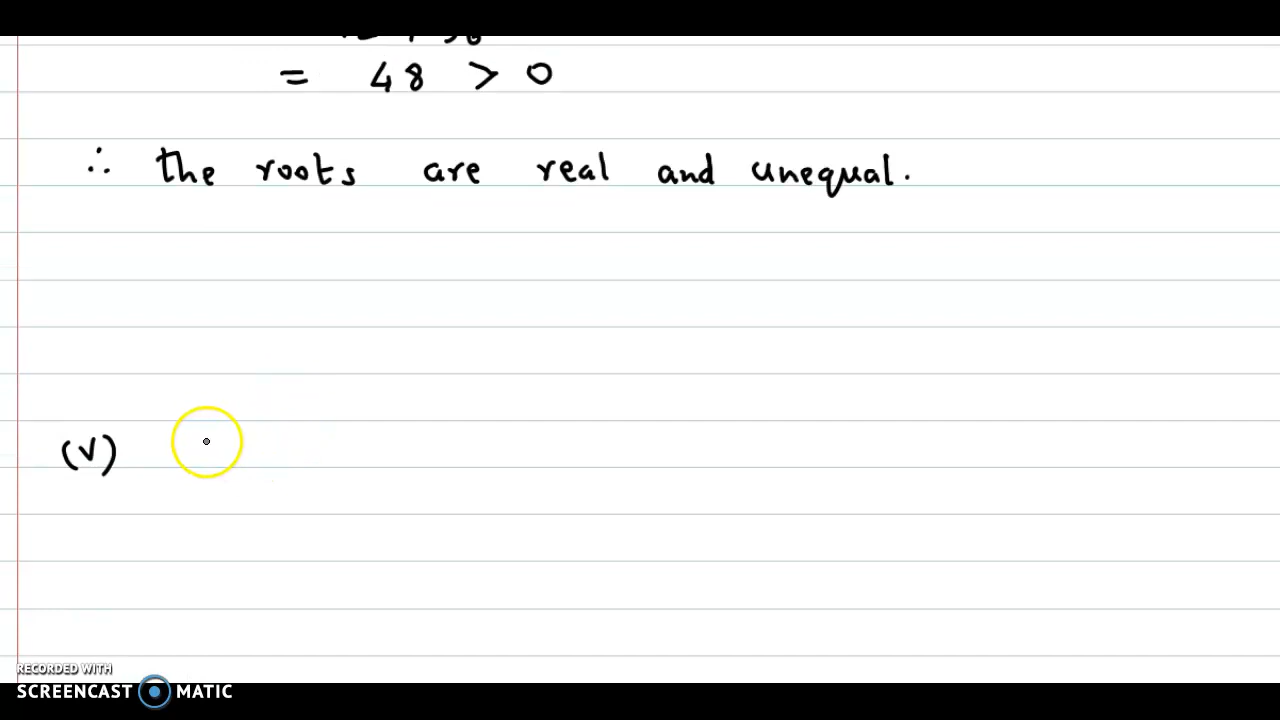 = 48 > 0
∴ the roots are real and unequal.
(V)
RECORDED WITH
SCREENCAST MATIC